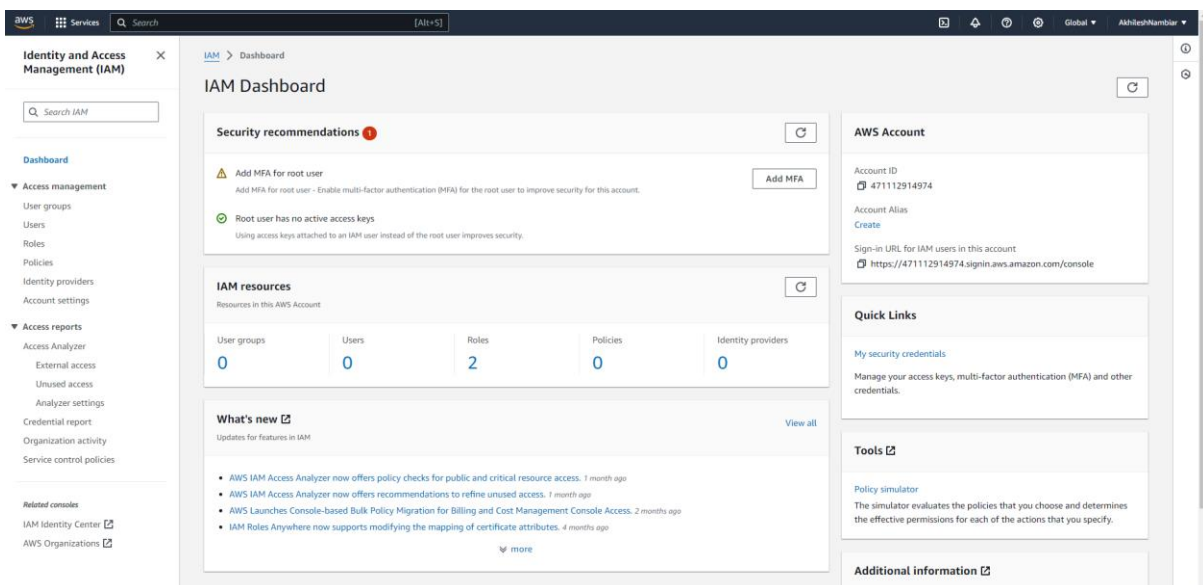 aws
Services
Search
[Alt+S]
Global
AkhileshNambiar
Identity and Access
Management (IAM)
Search IAM
Dashboard
Access management
User groups
Users
Roles
Policies
Identity providers
Account settings
Access reports
Access Analyzer
External access
Unused access
Analyzer settings
Credential report
Organization activity
Service control policies
Related consoles
IAM Identity Center
AWS Organizations
IAM > Dashboard
IAM Dashboard
Security recommendations 1
Add MFA for root user
Add MFA for root user - Enable multi-factor authentication (MFA) for the root user to improve security for this account.
Add MFA
Root user has no active access keys
Using access keys attached to an IAM user instead of the root user improves security.
IAM resources
Resources in this AWS Account
User groups
0
Users
0
Roles
2
Policies
0
Identity providers
0
What's new
Updates for features in IAM
View all
AWS IAM Access Analyzer now offers policy checks for public and critical resource access. 1 month ago
AWS IAM Access Analyzer now offers recommendations to refine unused access. 1 month ago
AWS Launches Console-based Bulk Policy Migration for Billing and Cost Management Console Access. 2 months ago
IAM Roles Anywhere now supports modifying the mapping of certificate attributes. 4 months ago
more
AWS Account
Account ID
471112914974
Account Alias
Create
Sign-in URL for IAM users in this account
https://471112914974.signin.aws.amazon.com/console
Quick Links
My security credentials
Manage your access keys, multi-factor authentication (MFA) and other
credentials.
Tools
Policy simulator
The simulator evaluates the policies that you choose and determines
the effective permissions for each of the actions that you specify.
Additional information